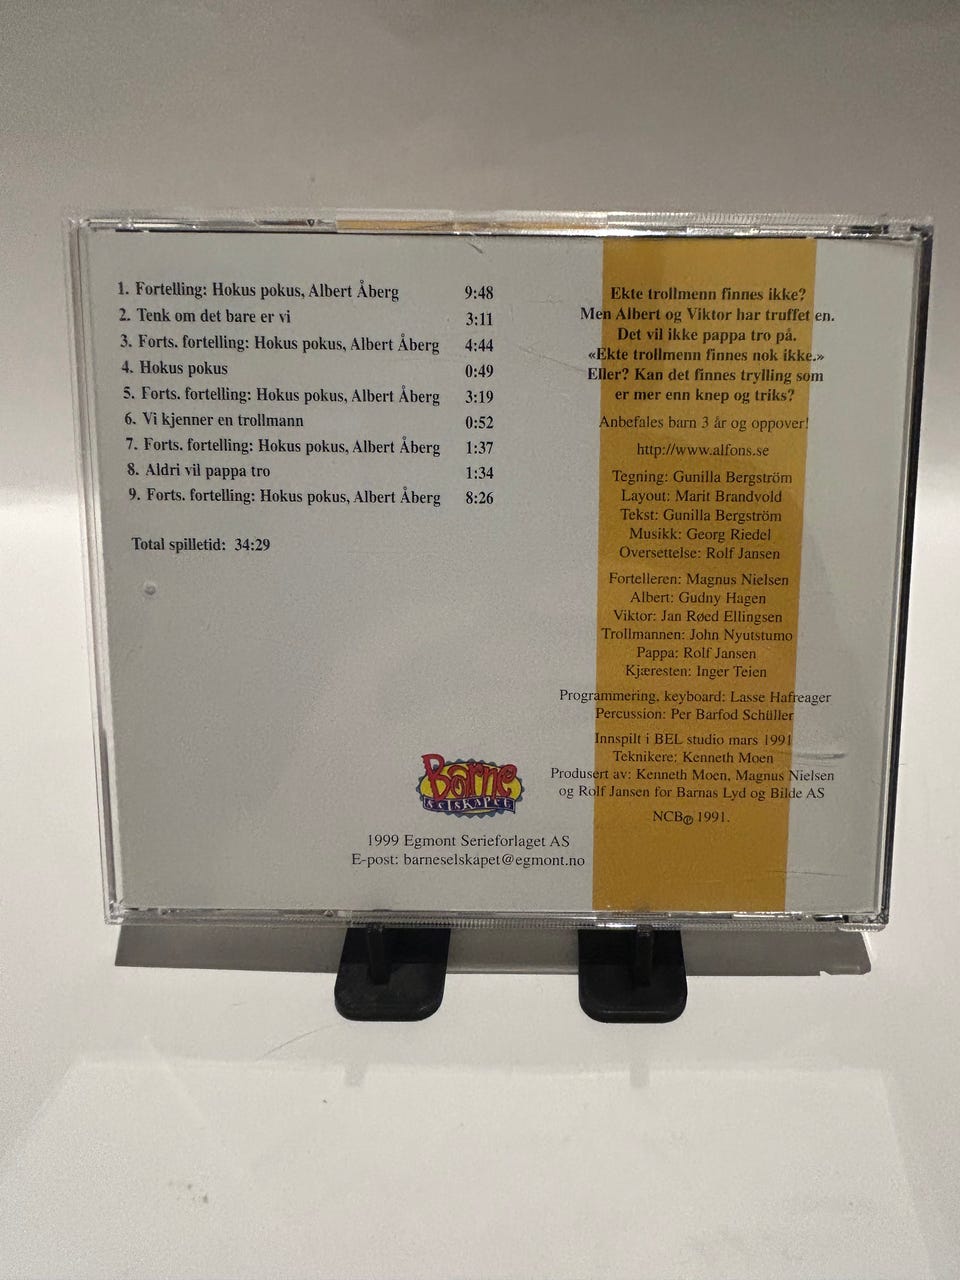 1. Fortelling: Hokus pokus, Albert Åberg 9:48
2. Tenk om det bare er vi 3:11
3. Forts. fortelling: Hokus pokus, Albert Åberg 4:44
4. Hokus pokus 0:49
5. Forts. fortelling: Hokus pokus, Albert Åberg 3:19
6. Vi kjenner en trollmann 0:52
7. Forts. fortelling: Hokus pokus, Albert Åberg 1:37
8. Aldri vil pappa tro 1:34
9. Forts. fortelling: Hokus pokus, Albert Åberg 8:26
Total spilletid: 34:29
Ekte trollmenn finnes ikke?
Men Albert og Viktor har truffet en.
Det vil ikke pappa tro på.
«Ekte trollmenn finnes nok ikke.»
Eller? Kan det finnes trylling som
er mer enn knep og triks?
Anbefales barn 3 år og oppover!
http://www.alfons.se
Tegning: Gunilla Bergström
Layout: Marit Brandvold
Tekst: Gunilla Bergström
Musikk: Georg Riedel
Oversettelse: Rolf Jansen
Fortelleren: Magnus Nielsen
Albert: Gudny Hagen
Viktor: Jan Røed Ellingsen
Trollmannen: John Nyutstumo
Pappa: Rolf Jansen
Kjæresten: Inger Teien
Programmering, keyboard: Lasse Hafreager
Percussion: Per Barfod Schüller
Innspilt i BEL studio mars 1991
Teknikere: Kenneth Moen
Produsert av: Kenneth Moen, Magnus Nielsen
og Rolf Jansen for Barnas Lyd og Bilde AS
NCB℗ 1991.
Barne
selskapet
1999 Egmont Serieforlaget AS
E-post: barneselskapet@egmont.no